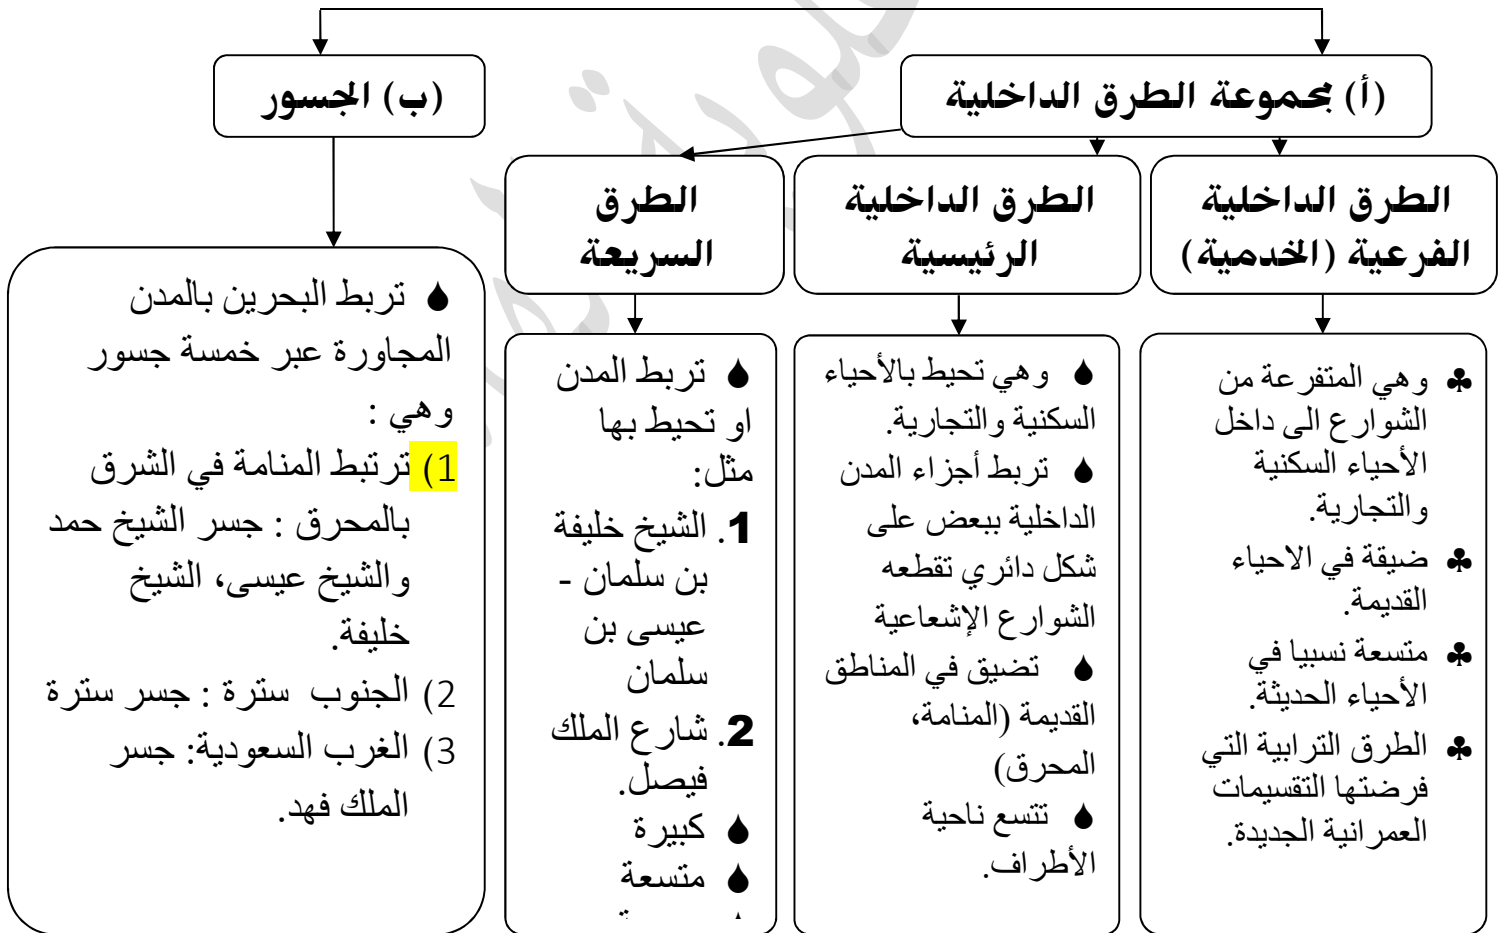 (أ) مجموعة الطرق الداخلية
(ب) الجسور
الطرق الداخلية
الفرعية (الخدمية)
الطرق الداخلية
الرئيسية
الطرق
السريعة
♣ وهي المتفرعة من
الشوارع الى داخل
الأحياء السكنية
والتجارية.
♣ ضيقة في الاحياء
القديمة.
♣ متسعة نسبيا في
الأحياء الحديثة.
♣ الطرق الترابية التي
فرضتها التقسيمات
العمرانية الجديدة.
وهي تحيط بالأحياء
السكنية والتجارية.
تربط أجزاء المدن
الداخلية ببعض على
شكل دائري تقطعه
الشوارع الإشعاعية
تضيق في المناطق
القديمة (المنامة،
المحرق)
تتسع ناحية
الأطراف.
تربط المدن
او تحيط بها
مثل:
1. الشيخ خليفة
بن سلمان -
عيسى بن
سلمان
2. شارع الملك
فيصل.
كبيرة
متسعة
تربط البحرين بالمدن
المجاورة عبر خمسة جسور
وهي :
1) ترتبط المنامة في الشرق
بالمحرق : جسر الشيخ حمد
والشيخ عيسى، الشيخ
خليفة.
2) الجنوب سترة : جسر سترة
3) الغرب السعودية: جسر
الملك فهد.